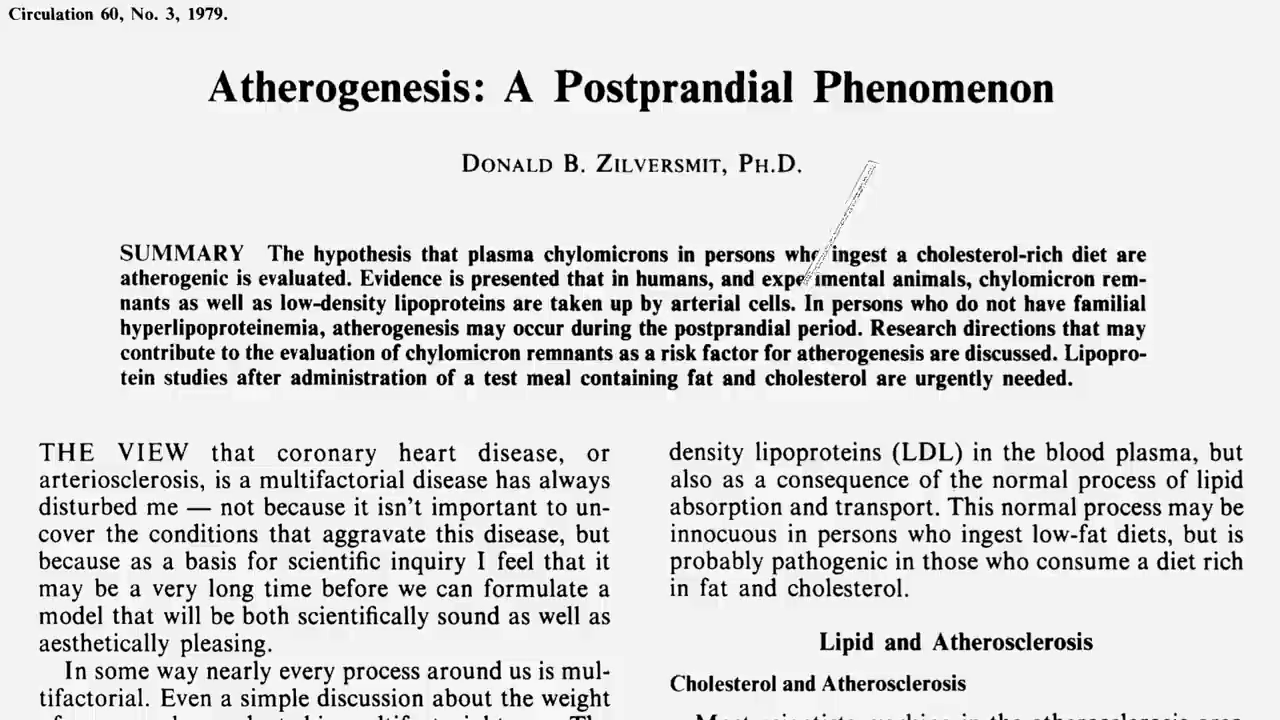 Circulation 60, No. 3, 1979.
Atherogenesis: A Postprandial Phenomenon
DONALD B. ZILVERSMIT, PH.D.
SUMMARY The hypothesis that plasma chylomicrons in persons who ingest a cholesterol-rich diet are
atherogenic is evaluated. Evidence is presented that in humans, and experimental animals, chylomicron rem-
nants as well as low-density lipoproteins are taken up by arterial cells. In persons who do not have familial
hyperlipoproteinemia, atherogenesis may occur during the postprandial period. Research directions that may
contribute to the evaluation of chylomicron remnants as a risk factor for atherogenesis are discussed. Lipopro-
tein studies after administration of a test meal containing fat and cholesterol are urgently needed.
THE VIEW that coronary heart disease, or
arteriosclerosis, is a multifactorial disease has always
disturbed me — not because it isn't important to un-
cover the conditions that aggravate this disease, but
because as a basis for scientific inquiry I feel that it
may be a very long time before we can formulate a
model that will be both scientifically sound as well as
aesthetically pleasing.
In some way nearly every process around us is mul-
tifactorial. Even a simple discussion about the weight
density lipoproteins (LDL) in the blood plasma, but
also as a consequence of the normal process of lipid
absorption and transport. This normal process may be
innocuous in persons who ingest low-fat diets, but is
probably pathogenic in those who consume a diet rich
in fat and cholesterol.
Lipid and Atherosclerosis
Cholesterol and Atherosclerosis